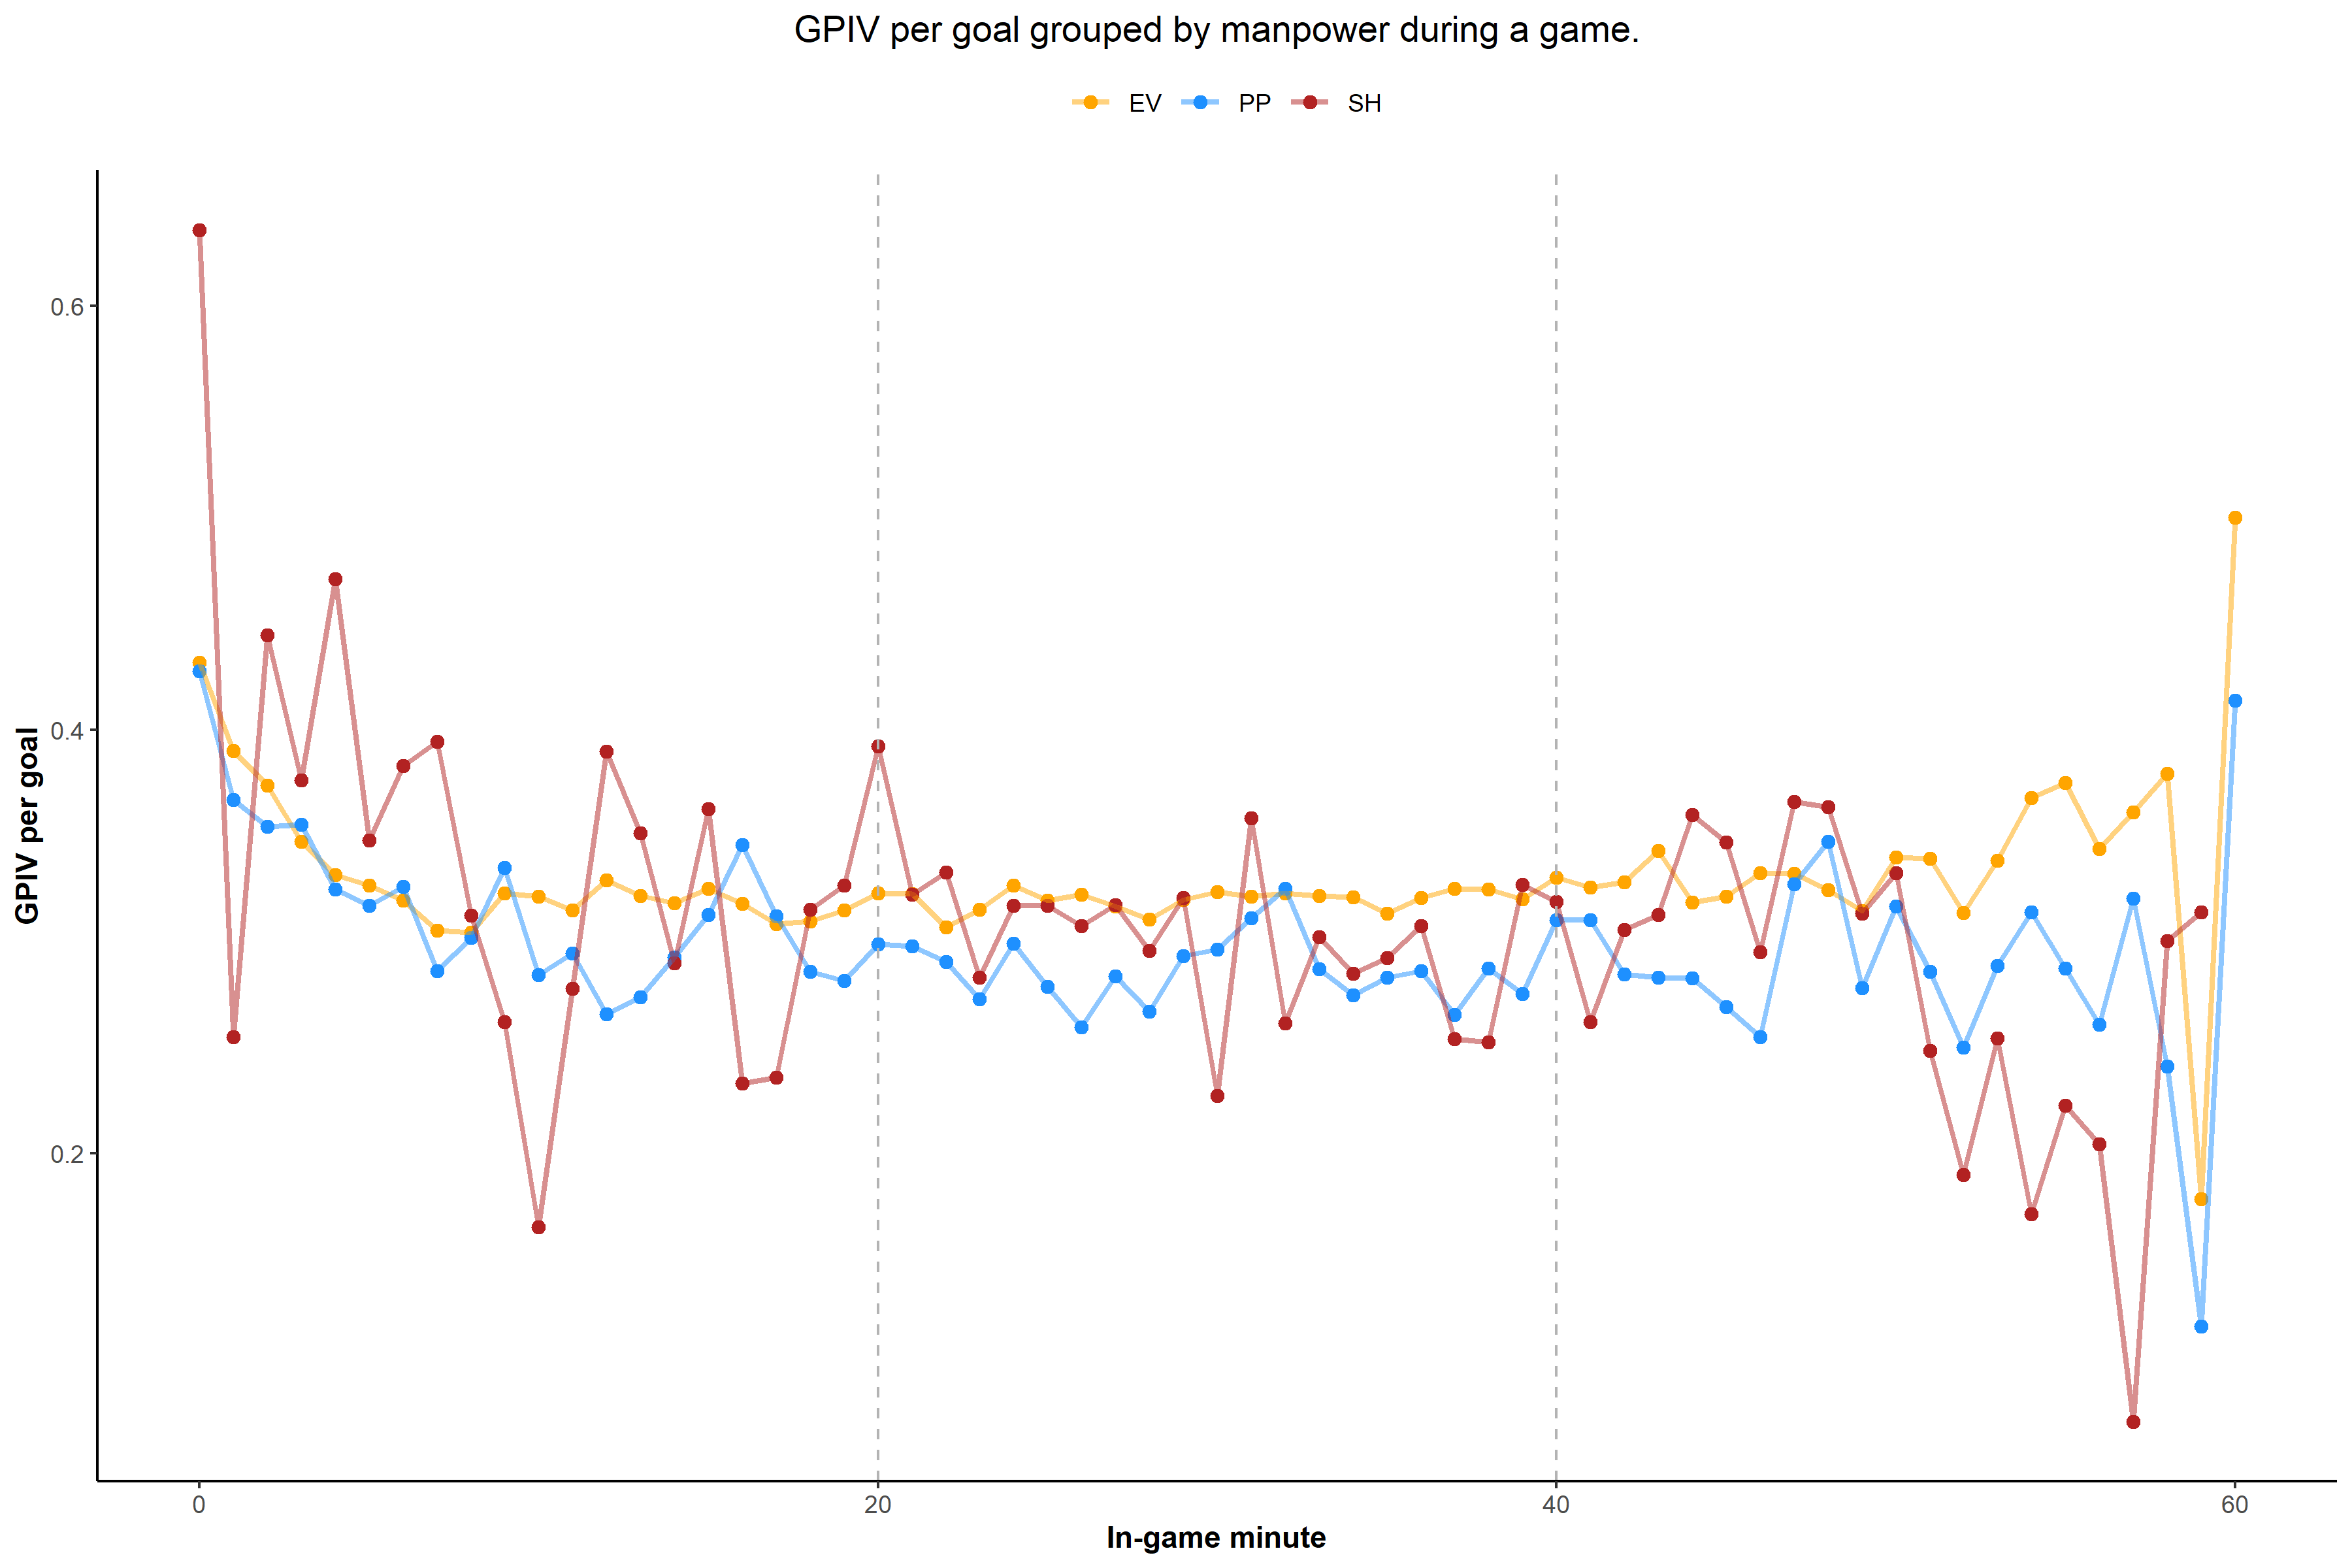 GPIV per goal grouped by manpower during a game.
EV PP SH
GPIV per goal
0.6
0.4
0.2
0 20 40 60
In-game minute